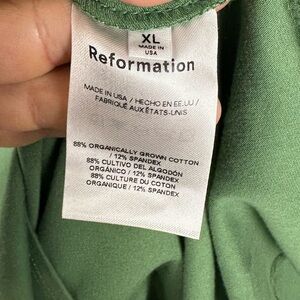 XL
MADE IN
USA
Reformation
MADE IN USA / HECHO EN EE.UU /
FABRIQUÉ AUX ÉTATS-UNIS
88% ORGANICALLY GROWN COTTON
/ 12% SPANDEX
88% CULTIVO DEL ALGODÓN
ORGÁNICO / 12% SPANDEX
88% CULTURE DU COTON
ORGANIQUE / 12% SPANDEX